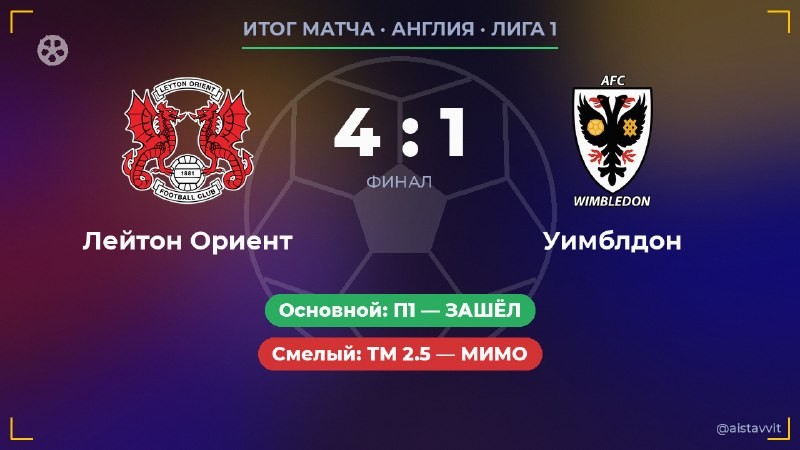 ИТОГ МАТЧА · АНГЛИЯ · ЛИГА 1
LEYTON ORIENT
1881
FOOTBALL CLUB
4 : 1
ФИНАЛ
AFC
WIMBLEDON
Лейтон Ориент
Уимблдон
Основной: П1 — ЗАШЁЛ
Смелый: ТМ 2.5 — МИМО
@aistavvit